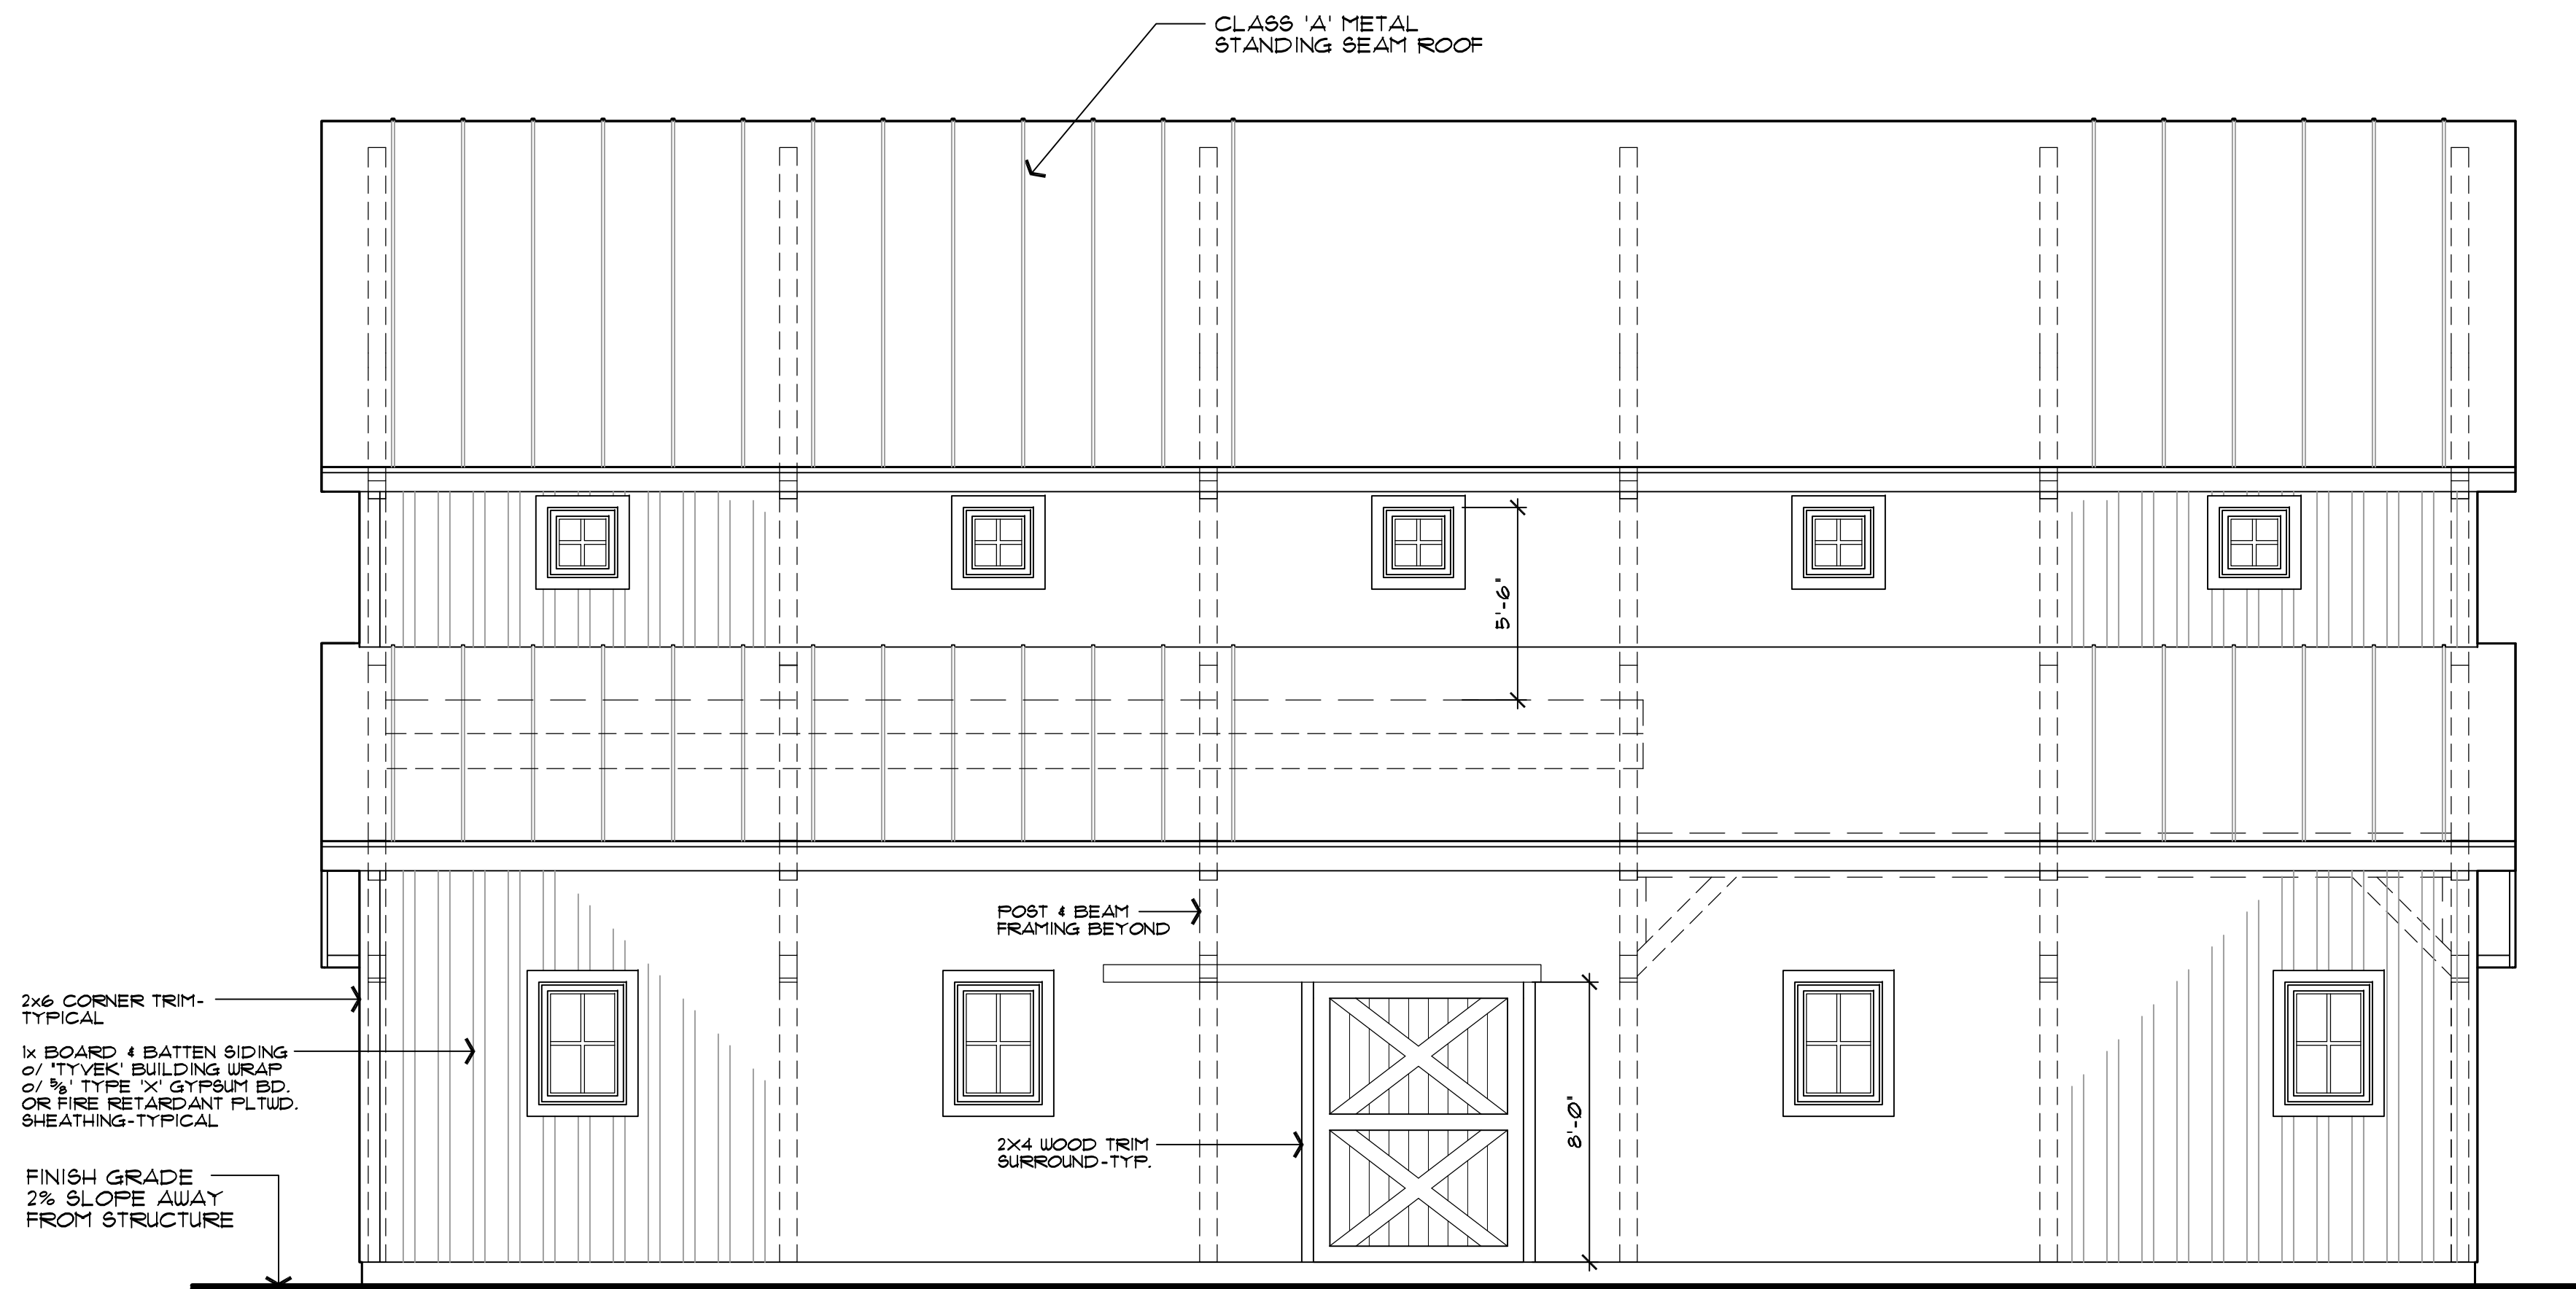 CLASS 'A' METAL
STANDING SEAM ROOF
5'-6"
POST & BEAM
FRAMING BEYOND
2x6 CORNER TRIM-
TYPICAL
1x BOARD & BATTEN SIDING
O/ "TYVEK' BUILDING WRAP
O/ 5/8' TYPE 'X' GYPSUM BD.
OR FIRE RETARDANT PLTWD.
SHEATHING-TYPICAL
2X4 WOOD TRIM
SURROUND-TYP.
8'-0"
FINISH GRADE
2% SLOPE AWAY
FROM STRUCTURE